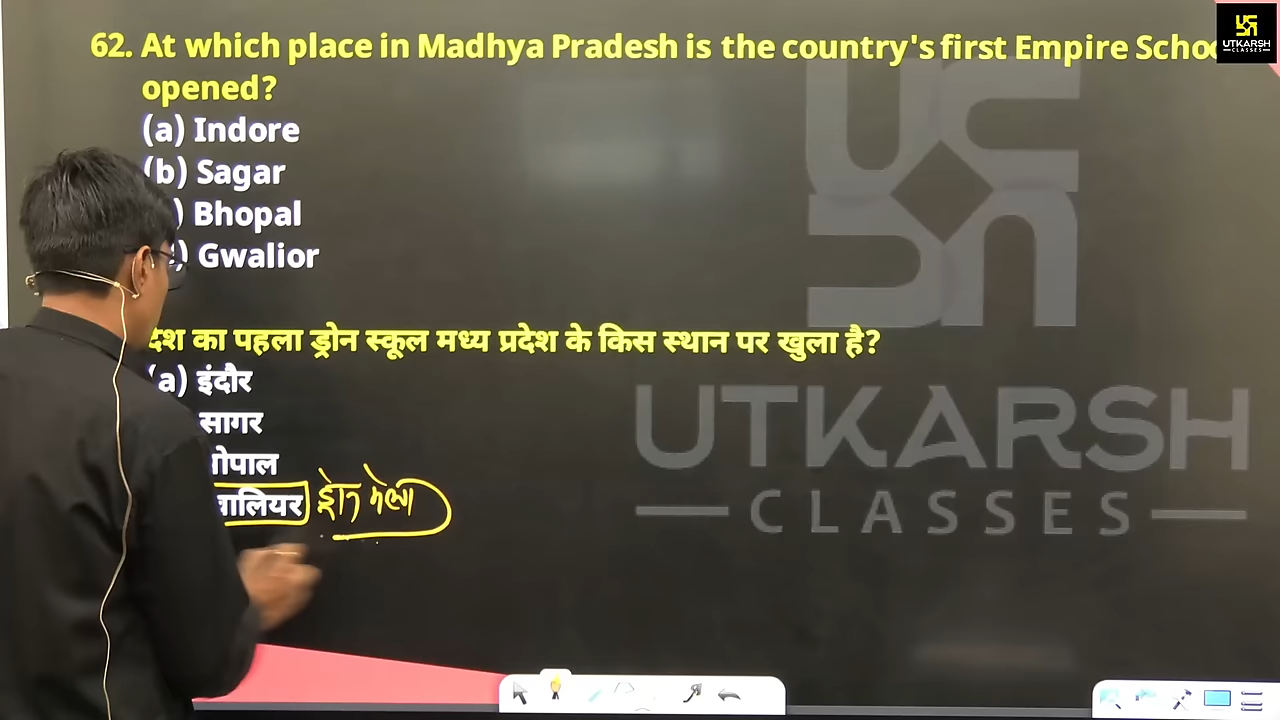 62. At which place in Madhya Pradesh is the country's first Empire Schoo
opened?
(a) Indore
(b) Sagar
) Bhopal
) Gwalior
देश का पहला ड्रोन स्कूल मध्य प्रदेश के किस स्थान पर खुला है?
(a) इंदौर
सागर
भोपाल
ग्वालियर ड्रोन मेला
UTKARSH
CLASSES
UTKARSH
CLASSES